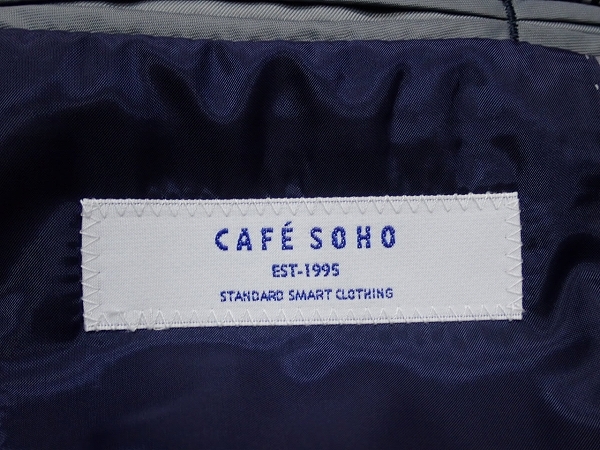 CAFÉ SOHO
EST-1995
STANDARD SMART CLOTHING